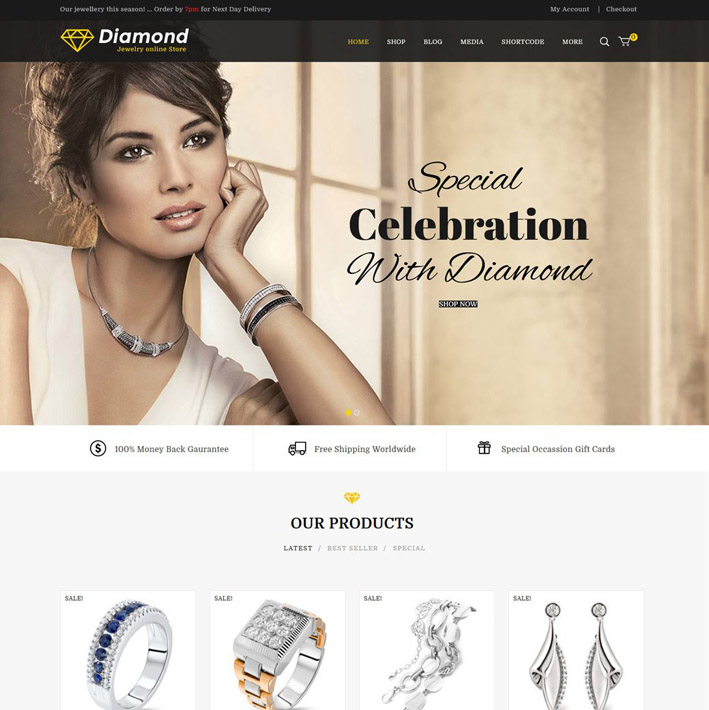 Our jewellery this season! ... Order by 7pm for Next Day Delivery
My Account | Checkout
Diamond
Jewelry online Store
HOME SHOP BLOG MEDIA SHORTCODE MORE
0
Special
Celebration
With Diamond
SHOP NOW
100% Money Back Gaurantee
Free Shipping Worldwide
Special Occassion Gift Cards
OUR PRODUCTS
LATEST / BEST SELLER / SPECIAL
SALE!
SALE!
SALE!
SALE!